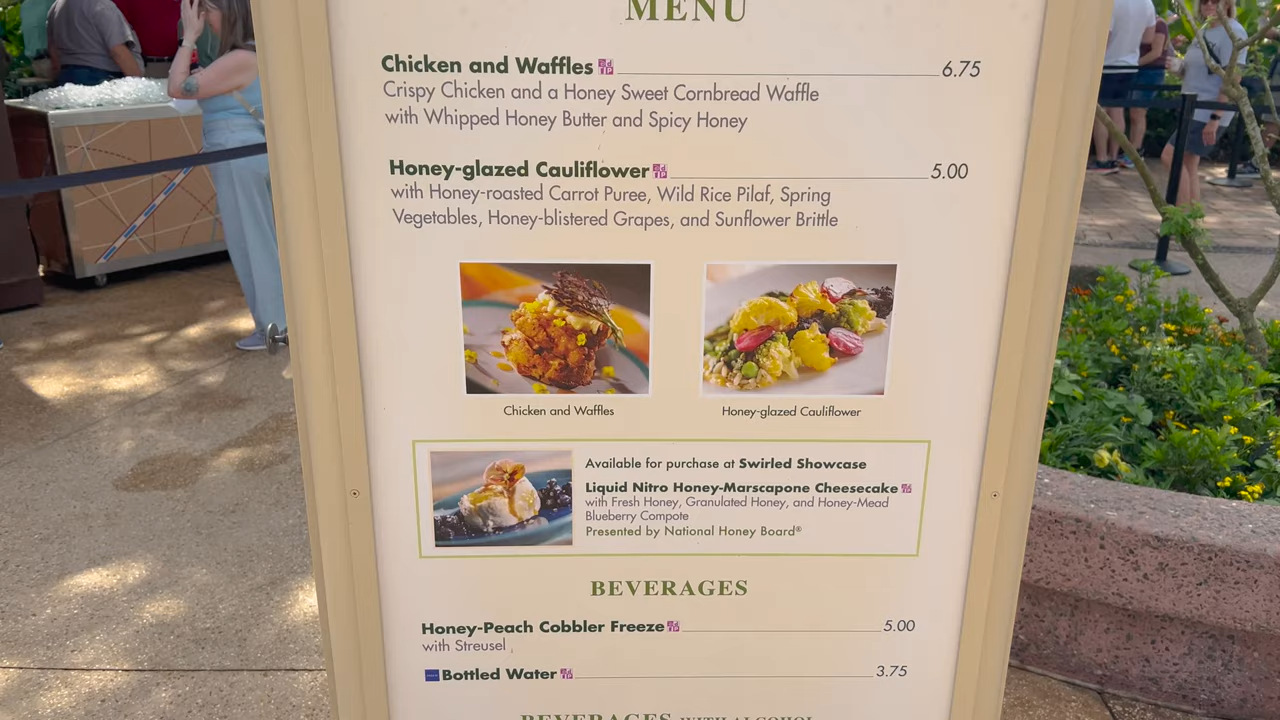 MENU
Chicken and Waffles 6.75
Crispy Chicken and a Honey Sweet Cornbread Waffle
with Whipped Honey Butter and Spicy Honey
Honey-glazed Cauliflower 5.00
with Honey-roasted Carrot Puree, Wild Rice Pilaf, Spring
Vegetables, Honey-blistered Grapes, and Sunflower Brittle
Chicken and Waffles
Honey-glazed Cauliflower
Available for purchase at Swirled Showcase
Liquid Nitro Honey-Marscapone Cheesecake
with Fresh Honey, Granulated Honey, and Honey-Mead
Blueberry Compote
Presented by National Honey Board®
BEVERAGES
Honey-Peach Cobbler Freeze 5.00
with Streusel
Bottled Water 3.75
BEVERAGES WITH ALCOHOL